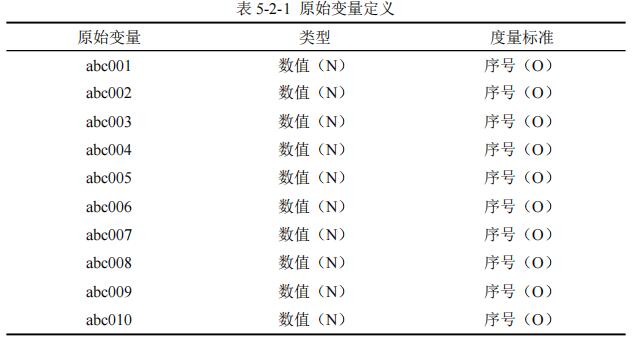 表 5-2-1 原始变量定义
原始变量 类型 度量标准
abc001 数值（N） 序号（O）
abc002 数值（N） 序号（O）
abc003 数值（N） 序号（O）
abc004 数值（N） 序号（O）
abc005 数值（N） 序号（O）
abc006 数值（N） 序号（O）
abc007 数值（N） 序号（O）
abc008 数值（N） 序号（O）
abc009 数值（N） 序号（O）
abc010 数值（N） 序号（O）